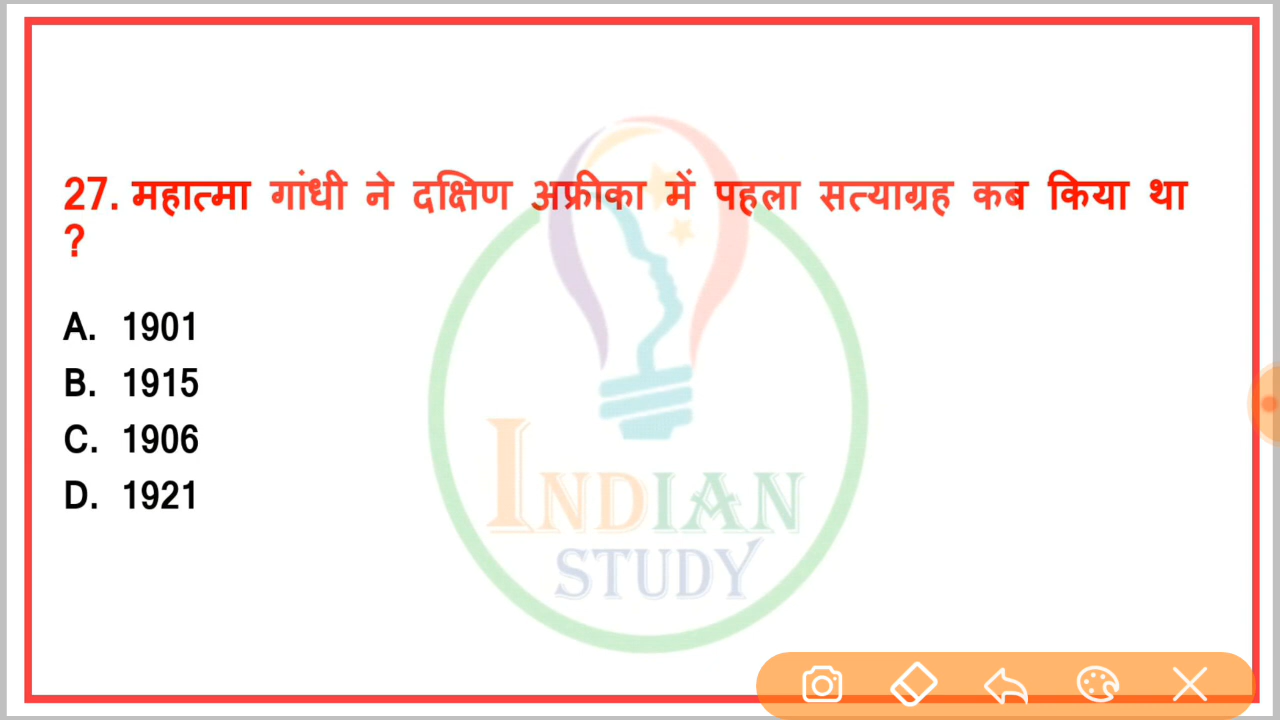 27. महात्मा गांधी ने दक्षिण अफ्रीका में पहला सत्याग्रह कब किया था
?
A. 1901
B. 1915
C. 1906
D. 1921
INDIAN
STUDY